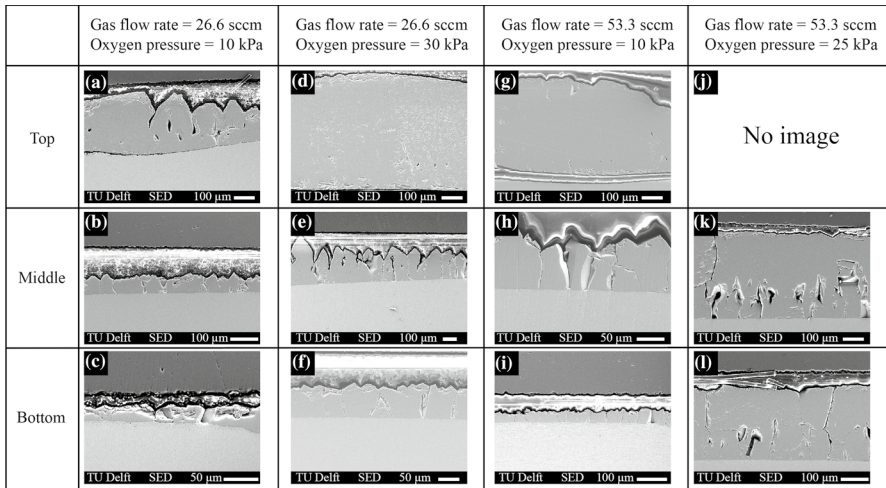 Gas flow rate = 26.6 sccm
Oxygen pressure = 10 kPa
Gas flow rate = 26.6 sccm
Oxygen pressure = 30 kPa
Gas flow rate = 53.3 sccm
Oxygen pressure = 10 kPa
Gas flow rate = 53.3 sccm
Oxygen pressure = 25 kPa
Top
(a)
TU Delft SED 100 µm
(d)
TU Delft SED 100 µm
(g)
TU Delft SED 100 µm
(j)
No image
Middle
(b)
TU Delft SED 100 µm
(e)
TU Delft SED 100 µm
(h)
TU Delft SED 50 µm
(k)
TU Delft SED 100 µm
Bottom
(c)
TU Delft SED 50 µm
(f)
TU Delft SED 50 µm
(i)
TU Delft SED 100 µm
(l)
TU Delft SED 100 µm